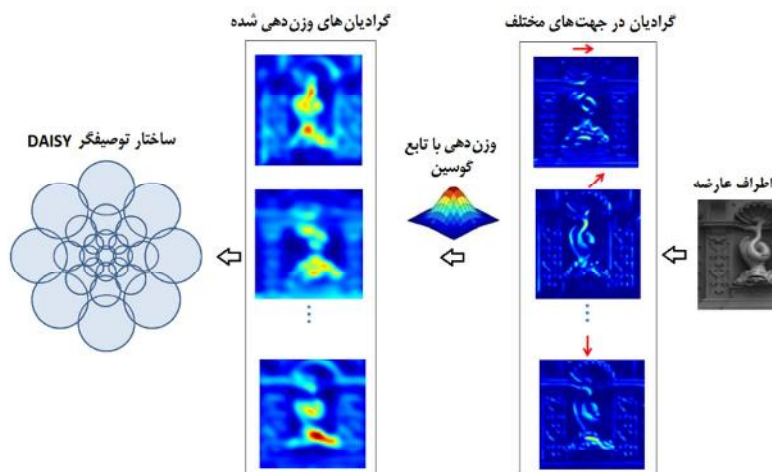 گرادیان در جهت‌های مختلف
گرادیان‌های وزن‌دهی شده
اطراف عارضه
وزن‌دهی با تابع
گوسین
ساختار توصیفگر DAISY